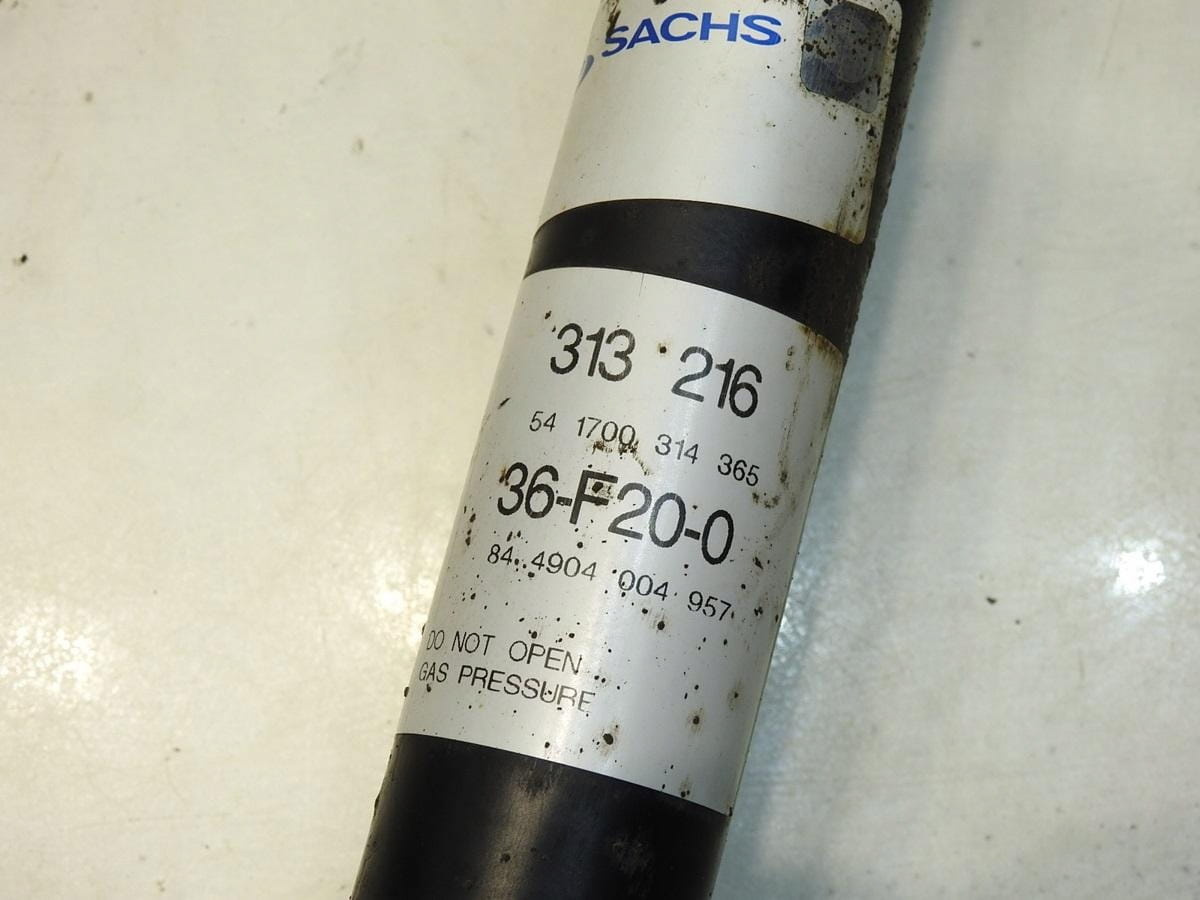 SACHS
313 216
54 1700 314 365
36-F20-0
84 4904 004 957
DO NOT OPEN
GAS PRESSURE